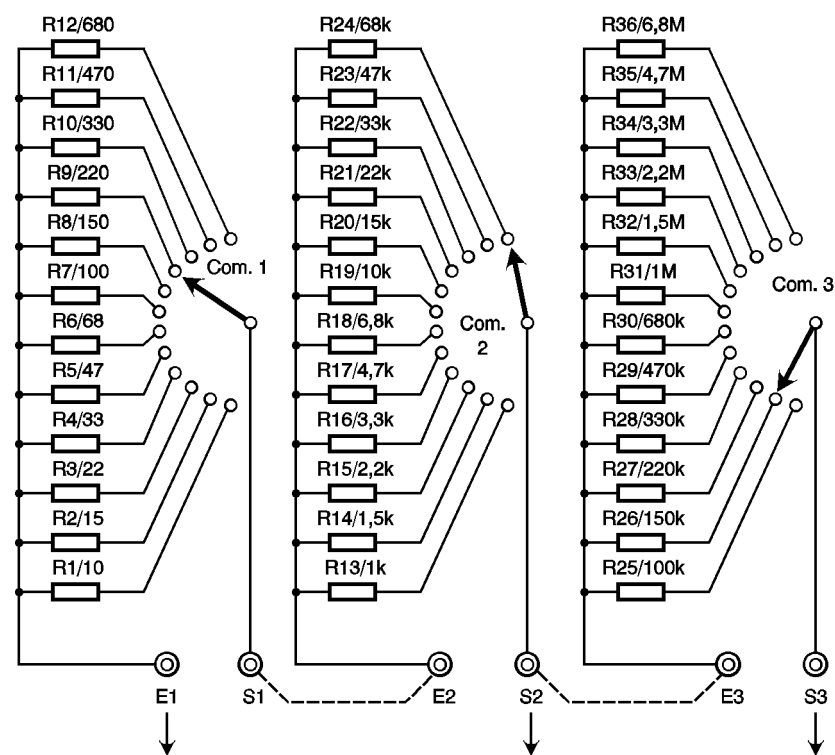 R12/680
R11/470
R10/330
R9/220
R8/150
R7/100
R6/68
R5/47
R4/33
R3/22
R2/15
R1/10
Com. 1
E1
S1
R24/68k
R23/47k
R22/33k
R21/22k
R20/15k
R19/10k
R18/6,8k
R17/4,7k
R16/3,3k
R15/2,2k
R14/1,5k
R13/1k
Com.
2
E2
S2
R36/6,8M
R35/4,7M
R34/3,3M
R33/2,2M
R32/1,5M
R31/1M
R30/680k
R29/470k
R28/330k
R27/220k
R26/150k
R25/100k
Com. 3
E3
S3